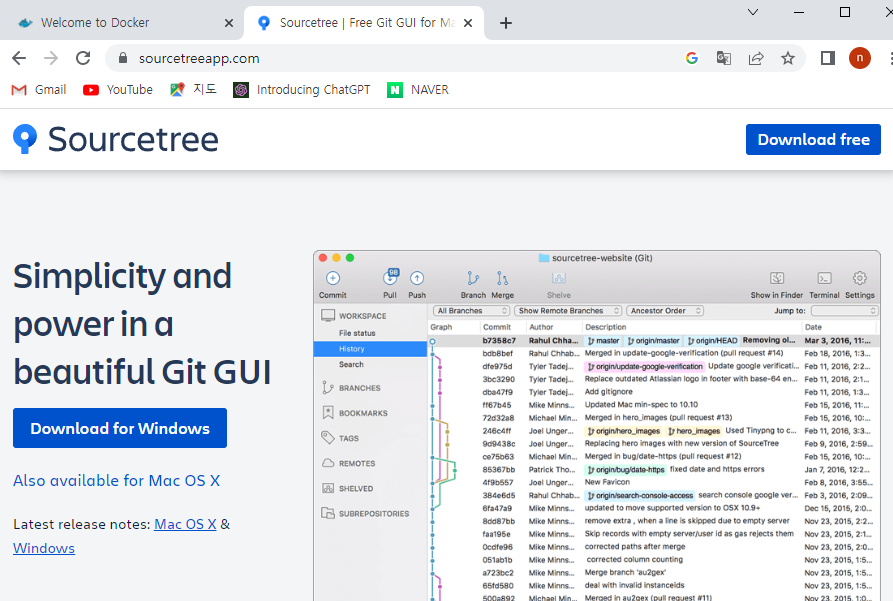 Welcome to Docker
Sourcetree | Free Git GUI for Ma
sourcetreeapp.com
n
Gmail YouTube 지도 Introducing ChatGPT NAVER
Sourcetree
Download free
Simplicity and
power in a
beautiful Git GUI
Download for Windows
Also available for Mac OS X
Latest release notes: Mac OS X &
Windows
sourcetree-website (Git)
98
Commit Pull Push Branch Merge Shelve Show in Finder Terminal Settings
All Branches Show Remote Branches Ancestor Order Jump to:
Graph Commit Author Description Date
WORKSPACE
File status
History
Search
BRANCHES
BOOKMARKS
TAGS
REMOTES
SHELVED
SUBREPOSITORIES
b7358c7 Rahul Chha... master origin/master origin/HEAD Removing ol... Mar 3, 2016, 11:...
bdb8bef Rahul Chhab... Merged in update-google-verification (pull request #14) Feb 18, 2016, 1:3...
dfe975d Tyler Tadej... origin/update-google-verification Update google verificati... Feb 11, 2016, 2:2...
3bc3290 Tyler Tadej... Replace outdated Atlassian logo in footer with base-64 en... Feb 11, 2016, 2:1...
dba47f9 Tyler Tadej... Add gitignore Feb 11, 2016, 1:3...
ff67b45 Mike Minns... Updated Mac min-spec to 10.10 Feb 15, 2016, 11:...
72d32a8 Michael Min... Merged in hero_images (pull request #13) Feb 15, 2016, 10:...
246c4ff Joel Unger... origin/hero_images hero_images Used Tinypng to c... Feb 11, 2016, 3:3...
9d9438c Joel Unger... Replacing hero images with new version of SourceTree Feb 9, 2016, 2:59...
ce75b63 Michael Min... Merged in bug/date-https (pull request #12) Feb 15, 2016, 10:...
85367bb Patrick Tho... origin/bug/date-https fixed date and https errors Jan 7, 2016, 12:2...
4f9b557 Joel Unger... New Favicon Feb 8, 2016, 3:55...
384e6d5 Rahul Chhab... origin/search-console-access search console google ver... Feb 3, 2016, 2:09...
6fa47a9 Mike Minns... updated to move supported version to OSX 10.9+ Dec 15, 2015, 2:0...
8dd87bb Mike Minns... remove extra , when a line is skipped due to empty server Nov 23, 2015, 2:2...
faa195e Mike Minns... Skip records with empty server/user id as gas rejects them Nov 23, 2015, 2:1...
0cdfe96 Mike Minns... corrected paths after merge Nov 23, 2015, 2:0...
051ab1b Mike Minns... corrected column counting Nov 23, 2015, 1:5...
a723bc2 Mike Minns... Merge branch 'au2gex' Nov 23, 2015, 1:5...
65fd580 Mike Minns... deal with invalid instanceids Nov 23, 2015, 1:5...
500a892 Michael Min... Merged in au2gex (pull request #11) Nov 23, 2015, 1:0...